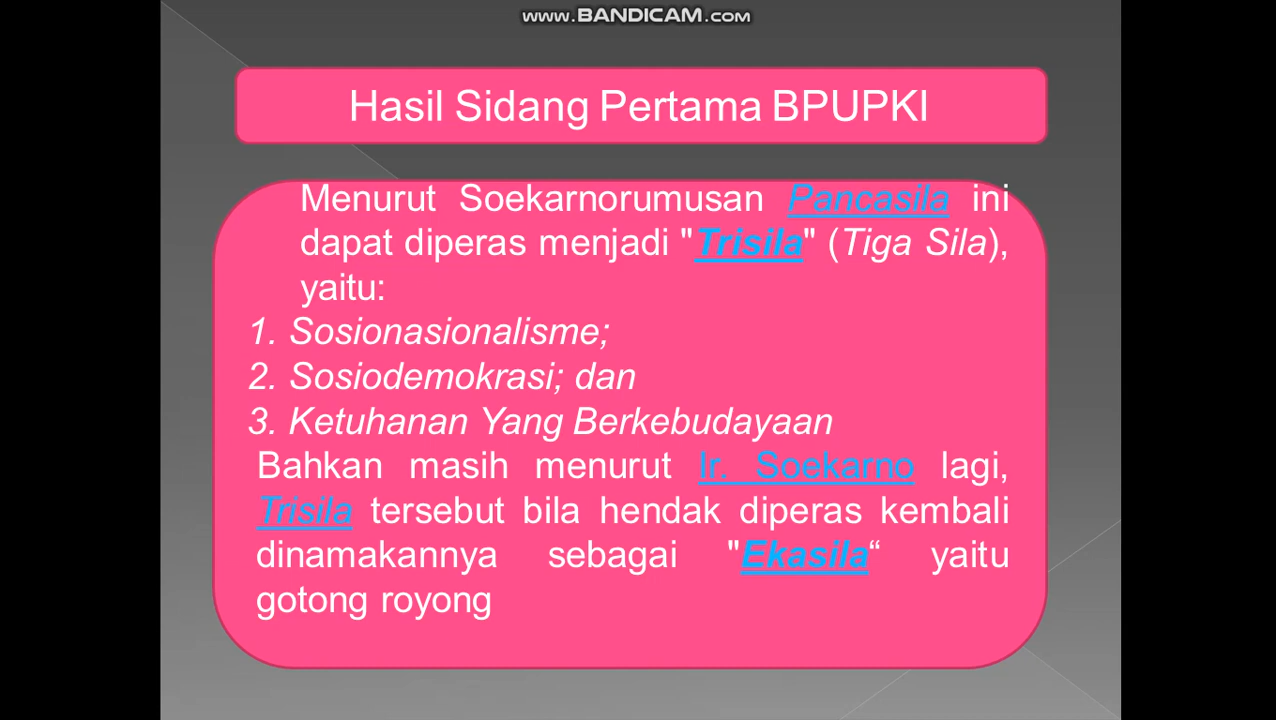 www.BANDICAM.com
Hasil Sidang Pertama BPUPKI
Menurut Soekarnorumusan Pancasila ini
dapat diperas menjadi "Trisila" (Tiga Sila),
yaitu:
1. Sosionasionalisme;
2. Sosiodemokrasi; dan
3. Ketuhanan Yang Berkebudayaan
Bahkan masih menurut Ir. Soekarno lagi,
Trisila tersebut bila hendak diperas kembali
dinamakannya sebagai "Ekasila“ yaitu
gotong royong